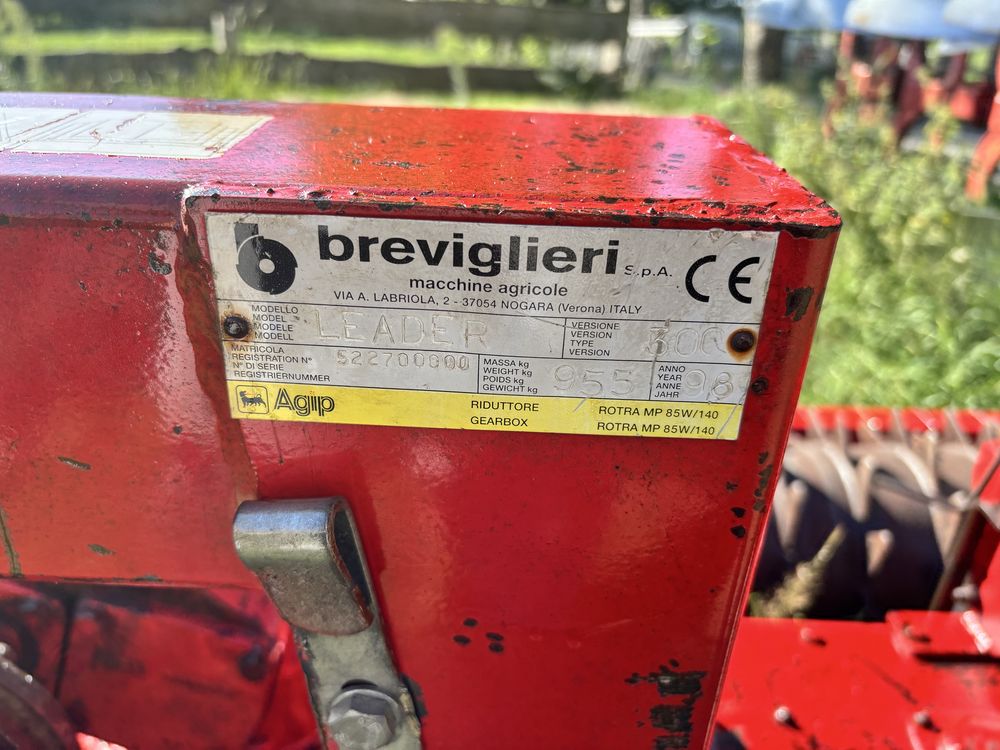 b breviglieri S.p.A. CE
macchine agricole
VIA A. LABRIOLA, 2 - 37054 NOGARA (Verona) ITALY
MODELLO
MODEL
MODELE
MODELL
LEADER
VERSIONE
VERSION
TYPE
VERSION
300
MATRICOLA
REGISTRATION N°
N° DI SÉRIE
REGISTRIERNUMMER
522700000
MASSA kg
WEIGHT kg
POIDS kg
GEWICHT kg
955
ANNO
YEAR
ANNE
JAHR
98
Agip
RIDUTTORE ROTRA MP 85W/140
GEARBOX ROTRA MP 85W/140